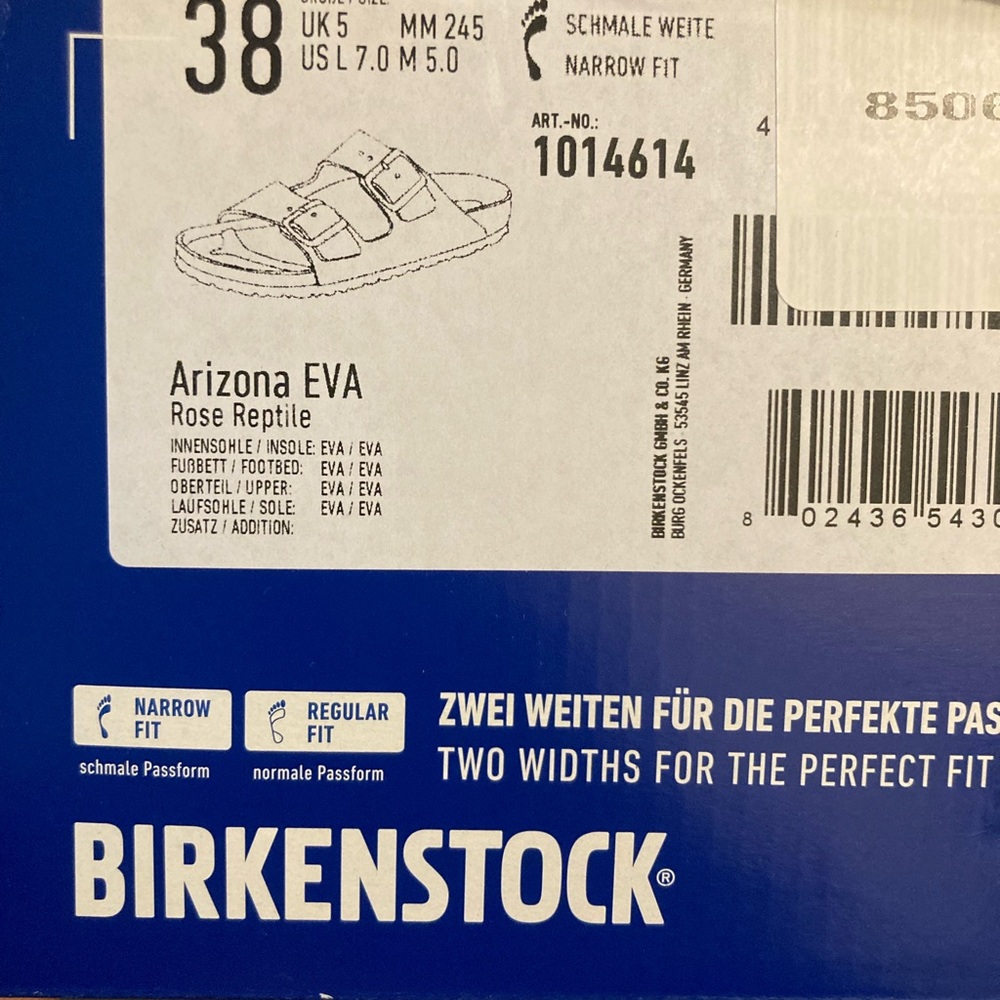 38
UK 5 MM 245
US L 7.0 M 5.0
SCHMALE WEITE
NARROW FIT
ART.-NO.:
1014614
4
850
Arizona EVA
Rose Reptile
INNENSOHLE / INSOLE: EVA / EVA
FUßBETT / FOOTBED: EVA / EVA
OBERTEIL / UPPER: EVA / EVA
LAUFSOHLE / SOLE: EVA / EVA
ZUSATZ / ADDITION:
BIRKENSTOCK GMBH & CO. KG
BURG OCKENFELS · 53545 LINZ AM RHEIN · GERMANY
8 02436 5430
NARROW FIT
schmale Passform
REGULAR FIT
normale Passform
ZWEI WEITEN FÜR DIE PERFEKTE PAS
TWO WIDTHS FOR THE PERFECT FIT
BIRKENSTOCK®